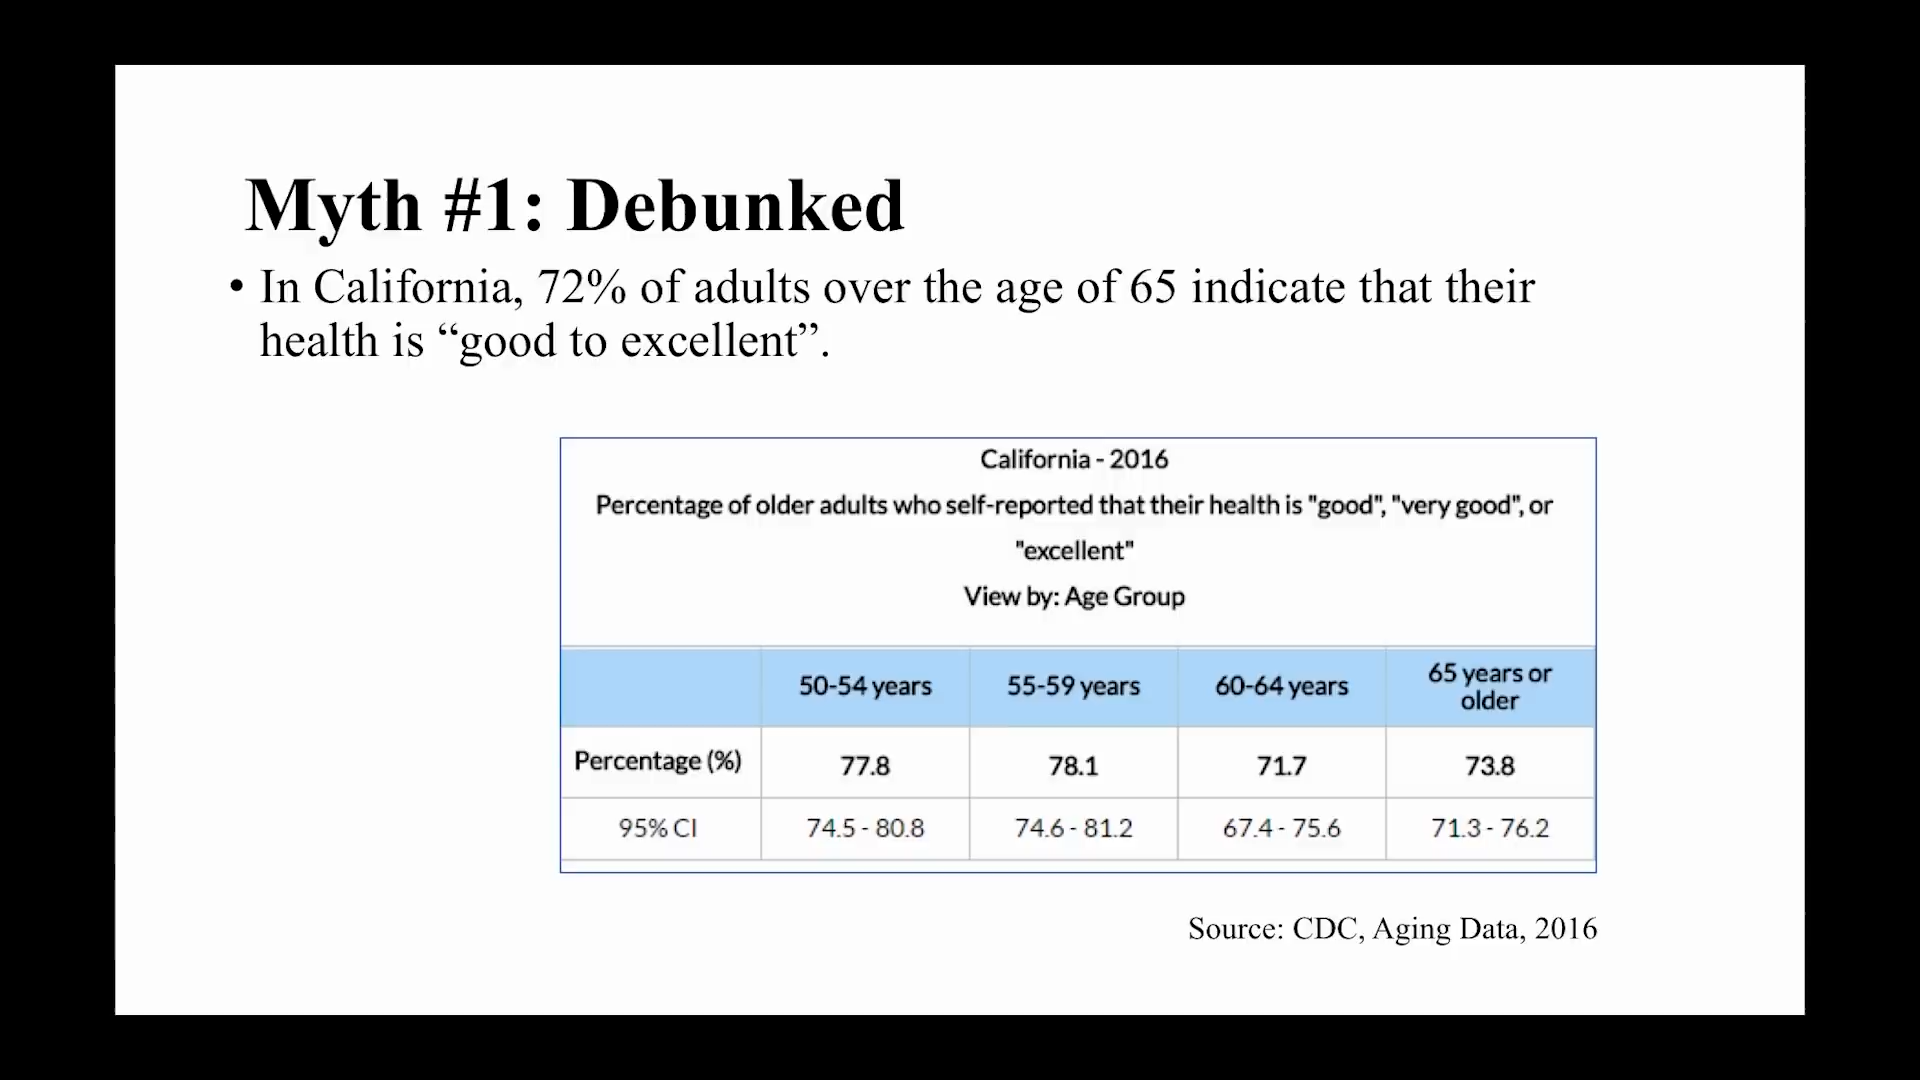 Myth #1: Debunked
• In California, 72% of adults over the age of 65 indicate that their
health is “good to excellent”.
California - 2016
Percentage of older adults who self-reported that their health is "good", "very good", or
"excellent"
View by: Age Group
50-54 years 55-59 years 60-64 years 65 years or older
Percentage (%) 77.8 78.1 71.7 73.8
95% CI 74.5 - 80.8 74.6 - 81.2 67.4 - 75.6 71.3 - 76.2
Source: CDC, Aging Data, 2016